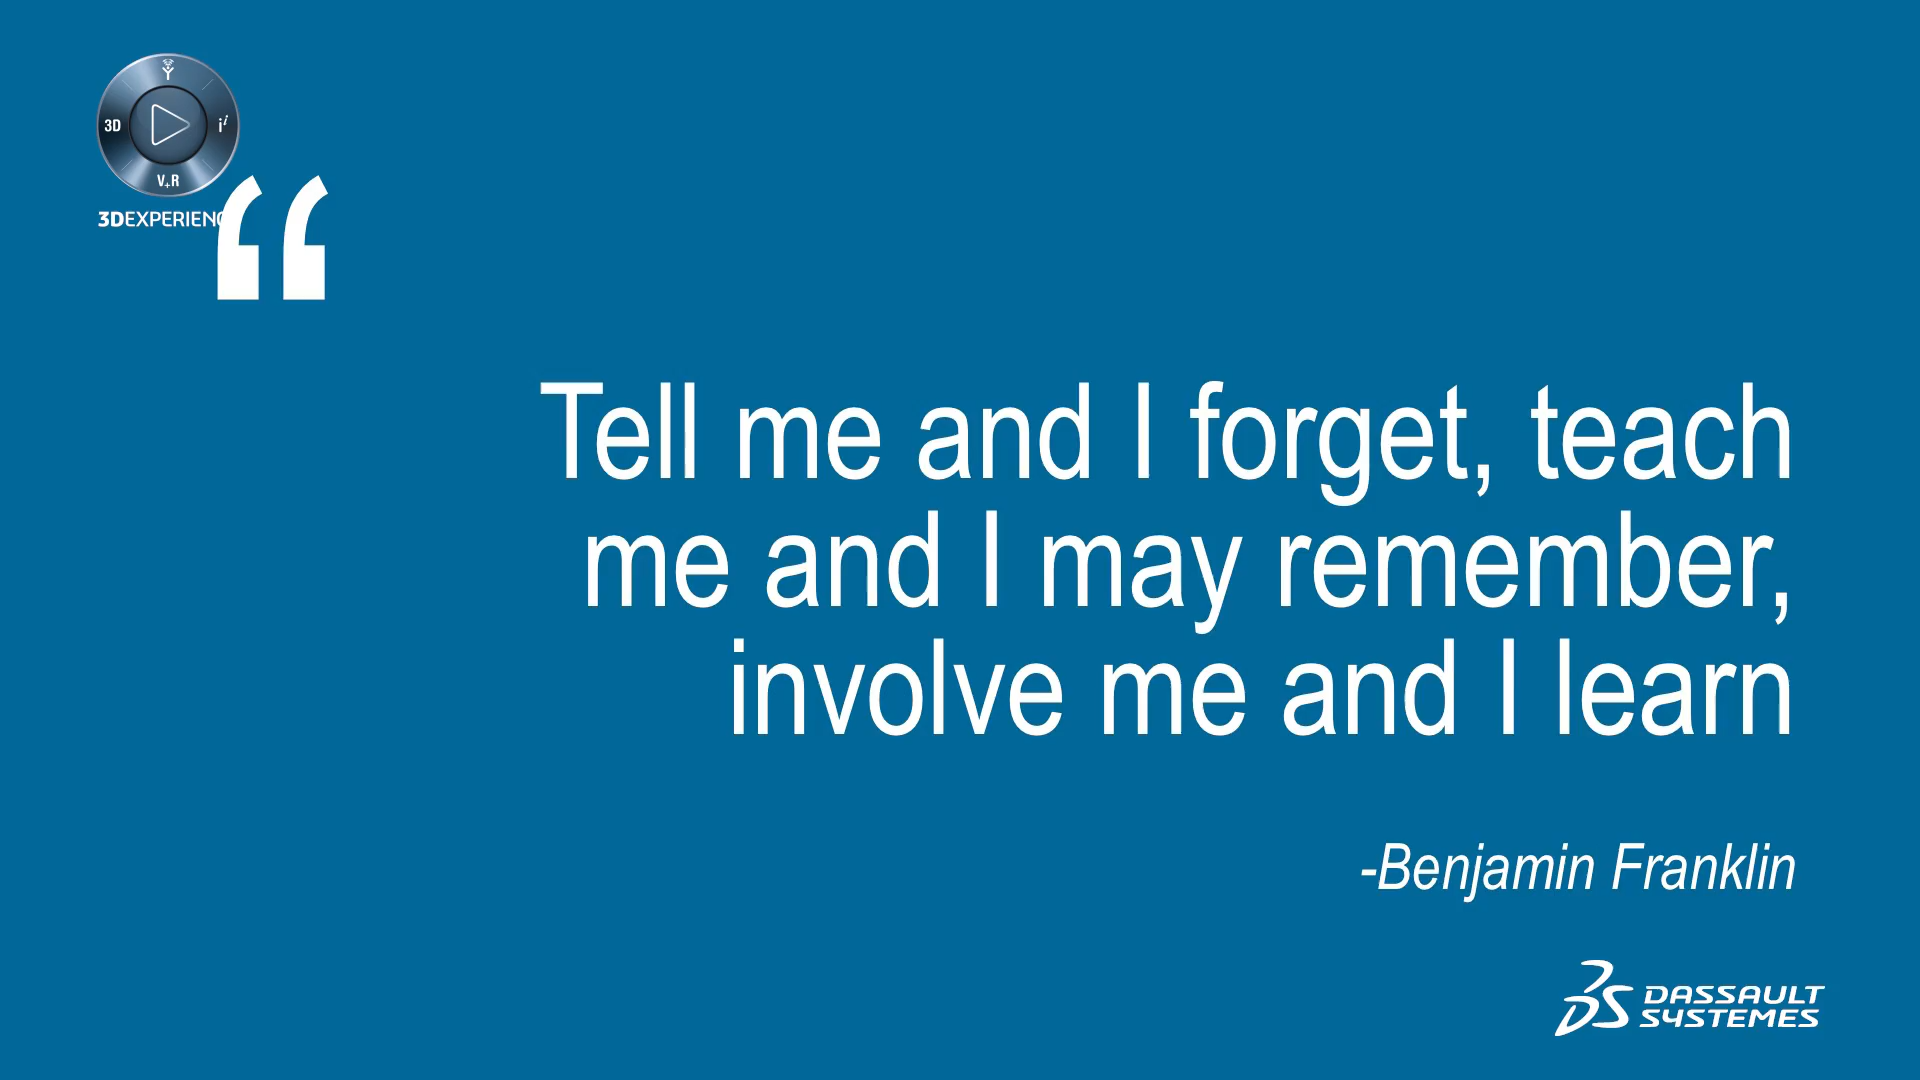 3D
V+R
3DEXPERIENC
“
Tell me and I forget, teach
me and I may remember,
involve me and I learn
-Benjamin Franklin
3DS DASSAULT
SYSTEMES